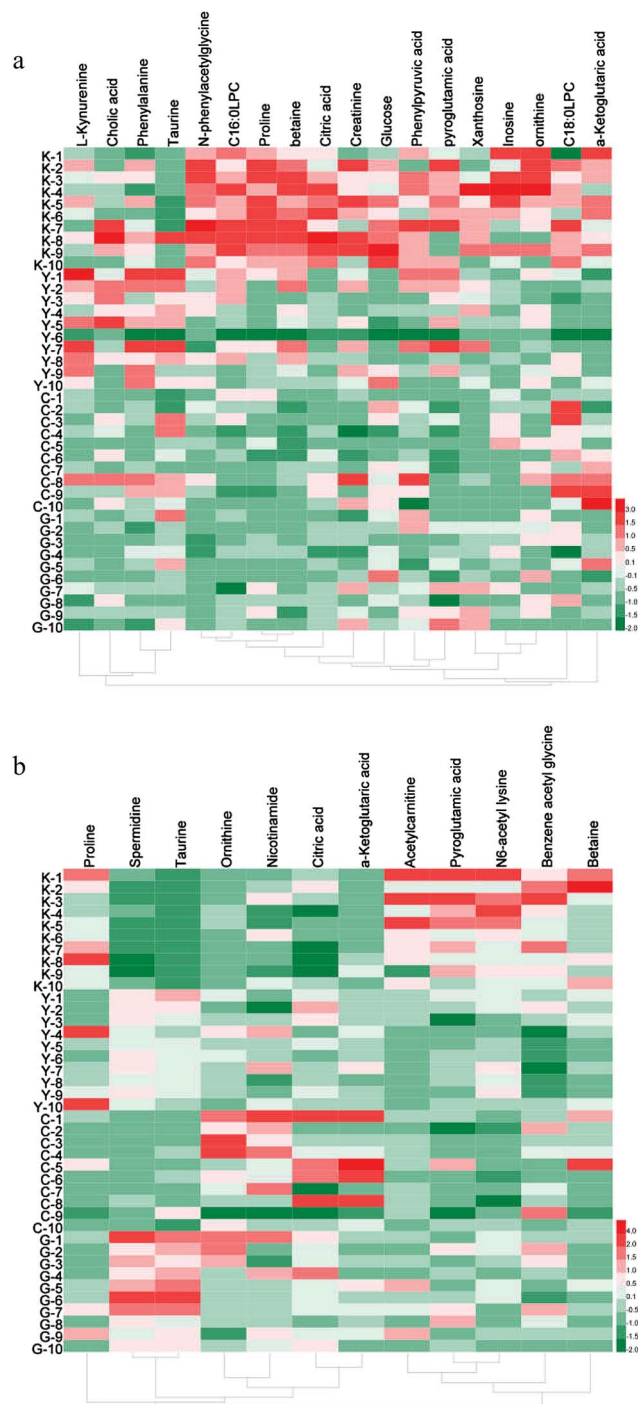 a
L-Kynurenine
Cholic acid
Phenylalanine
Taurine
N-phenylacetylglycine
C16:0LPC
Proline
betaine
Citric acid
Creatinine
Glucose
Phenylpyruvic acid
pyroglutamic acid
Xanthosine
Inosine
ornithine
C18:0LPC
a-Ketoglutaric acid
K-1
K-2
K-3
K-4
K-5
K-6
K-7
K-8
K-9
K-10
Y-1
Y-2
Y-3
Y-4
Y-5
Y-6
Y-7
Y-8
Y-9
Y-10
C-1
C-2
C-3
C-4
C-5
C-6
C-7
C-8
C-9
C-10
G-1
G-2
G-3
G-4
G-5
G-6
G-7
G-8
G-9
G-10
3.0
1.0
0.5
0.1
-0.1
-0.5
-1.0
-1.5
-2.0
b
Proline
Spermidine
Taurine
Ornithine
Nicotinamide
Citric acid
a-Ketoglutaric acid
Acetylcarnitine
Pyroglutamic acid
N6-acetyl lysine
Benzene acetyl glycine
Betaine
K-1
K-2
K-3
K-4
K-5
K-6
K-7
K-8
K-9
K-10
Y-1
Y-2
Y-3
Y-4
Y-5
Y-6
Y-7
Y-8
Y-9
Y-10
C-1
C-2
C-3
C-4
C-5
C-6
C-7
C-8
C-9
C-10
G-1
G-2
G-3
G-4
G-5
G-6
G-7
G-8
G-9
G-10
4.0
2.0
1.0
0.5
0.1
-0.5
-1.0
-1.5
-2.0